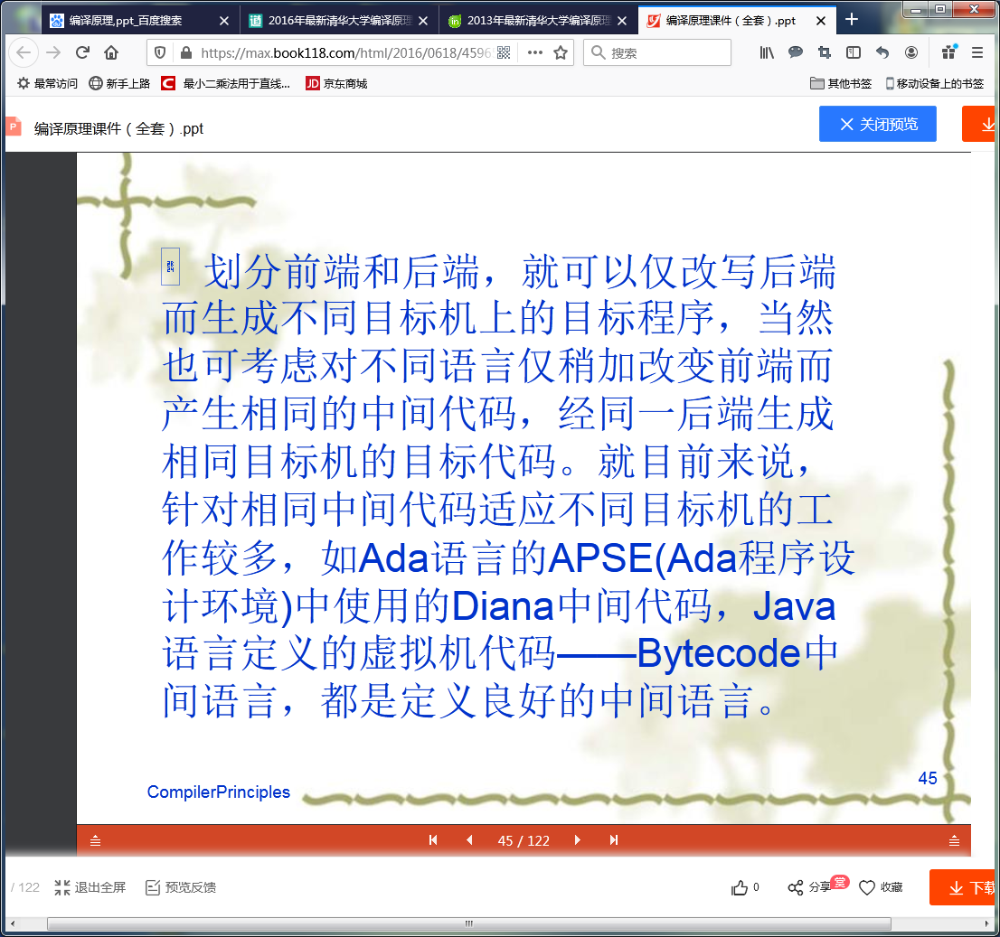 编译原理.ppt_百度搜索
2016年最新清华大学编译原理
2013年最新清华大学编译原理
编译原理课件（全套）.ppt
https://max.book118.com/html/2016/0618/4596
搜索
最常访问
新手上路
最小二乘法用于直线...
JD 京东商城
其他书签
移动设备上的书签
P
编译原理课件（全套）.ppt
关闭预览
划分前端和后端，就可以仅改写后端
而生成不同目标机上的目标程序，当然
也可考虑对不同语言仅稍加改变前端而
产生相同的中间代码，经同一后端生成
相同目标机的目标代码。就目前来说，
针对相同中间代码适应不同目标机的工
作较多，如Ada语言的APSE(Ada程序设
计环境)中使用的Diana中间代码，Java
语言定义的虚拟机代码——Bytecode中
间语言，都是定义良好的中间语言。
CompilerPrinciples
45
45 / 122
/ 122
退出全屏
预览反馈
0
分享
赏
收藏
下载